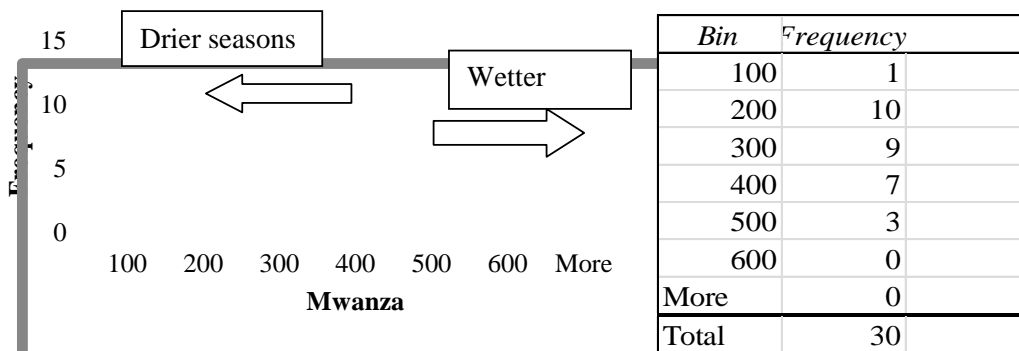 15
10
5
0
Frequency
Drier seasons
Wetter
100 200 300 400 500 600 More
Mwanza
Bin Frequency
100 1
200 10
300 9
400 7
500 3
600 0
More 0
Total 30